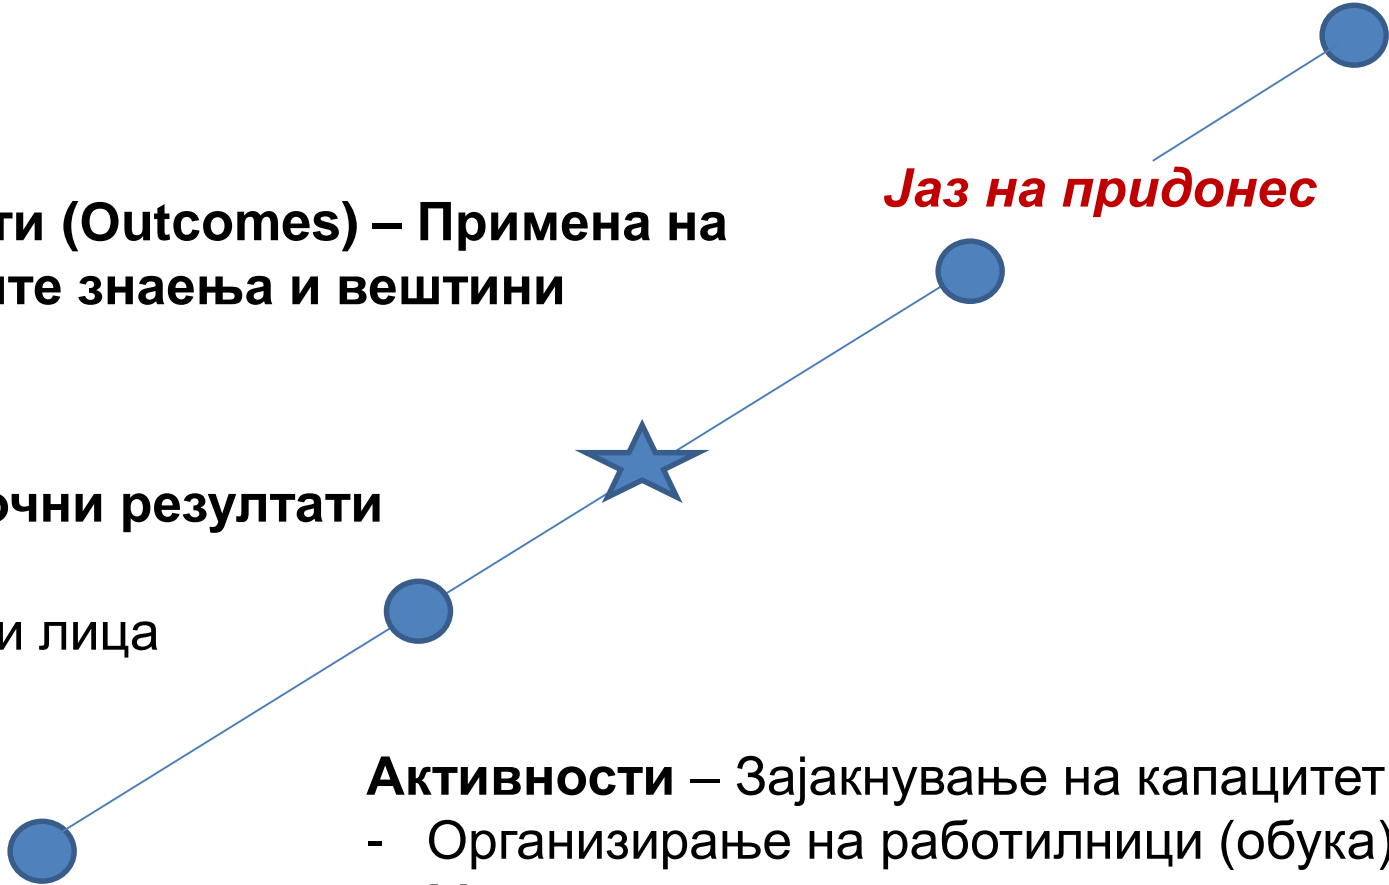 Јаз на придонес
ти (Outcomes) – Примена на
ите знаења и вештини
очни резултати
и лица
Активности – Зајакнување на капацитет
- Организирање на работилници (обука)